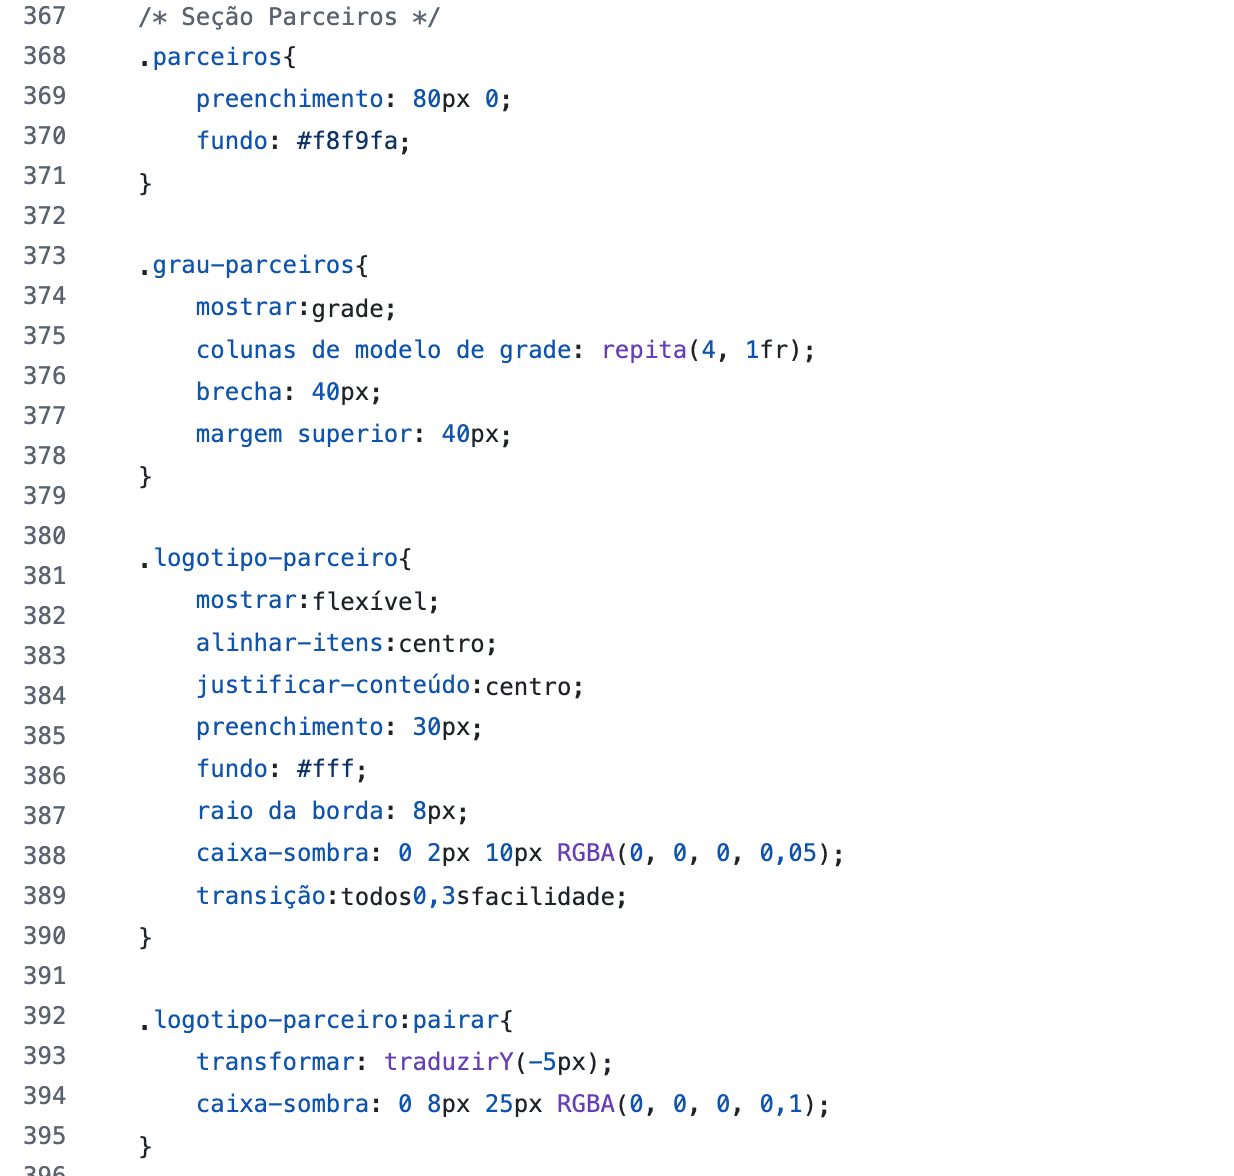 367 /* Seção Parceiros */
368 .parceiros{
369 preenchimento: 80px 0;
370 fundo: #f8f9fa;
371 }
372
373 .grau-parceiros{
374 mostrar:grade;
375 colunas de modelo de grade: repita(4, 1fr);
376 brecha: 40px;
377 margem superior: 40px;
378 }
379
380 .logotipo-parceiro{
381 mostrar:flexível;
382 alinhar-itens:centro;
383 justificar-conteúdo:centro;
384 preenchimento: 30px;
385 fundo: #fff;
386 raio da borda: 8px;
387 caixa-sombra: 0 2px 10px RGBA(0, 0, 0, 0,05);
388 transição:todos0,3sfacilidade;
389 }
390
391
392 .logotipo-parceiro:pairar{
393 transformar: traduzirY(-5px);
394 caixa-sombra: 0 8px 25px RGBA(0, 0, 0, 0,1);
395 }
396